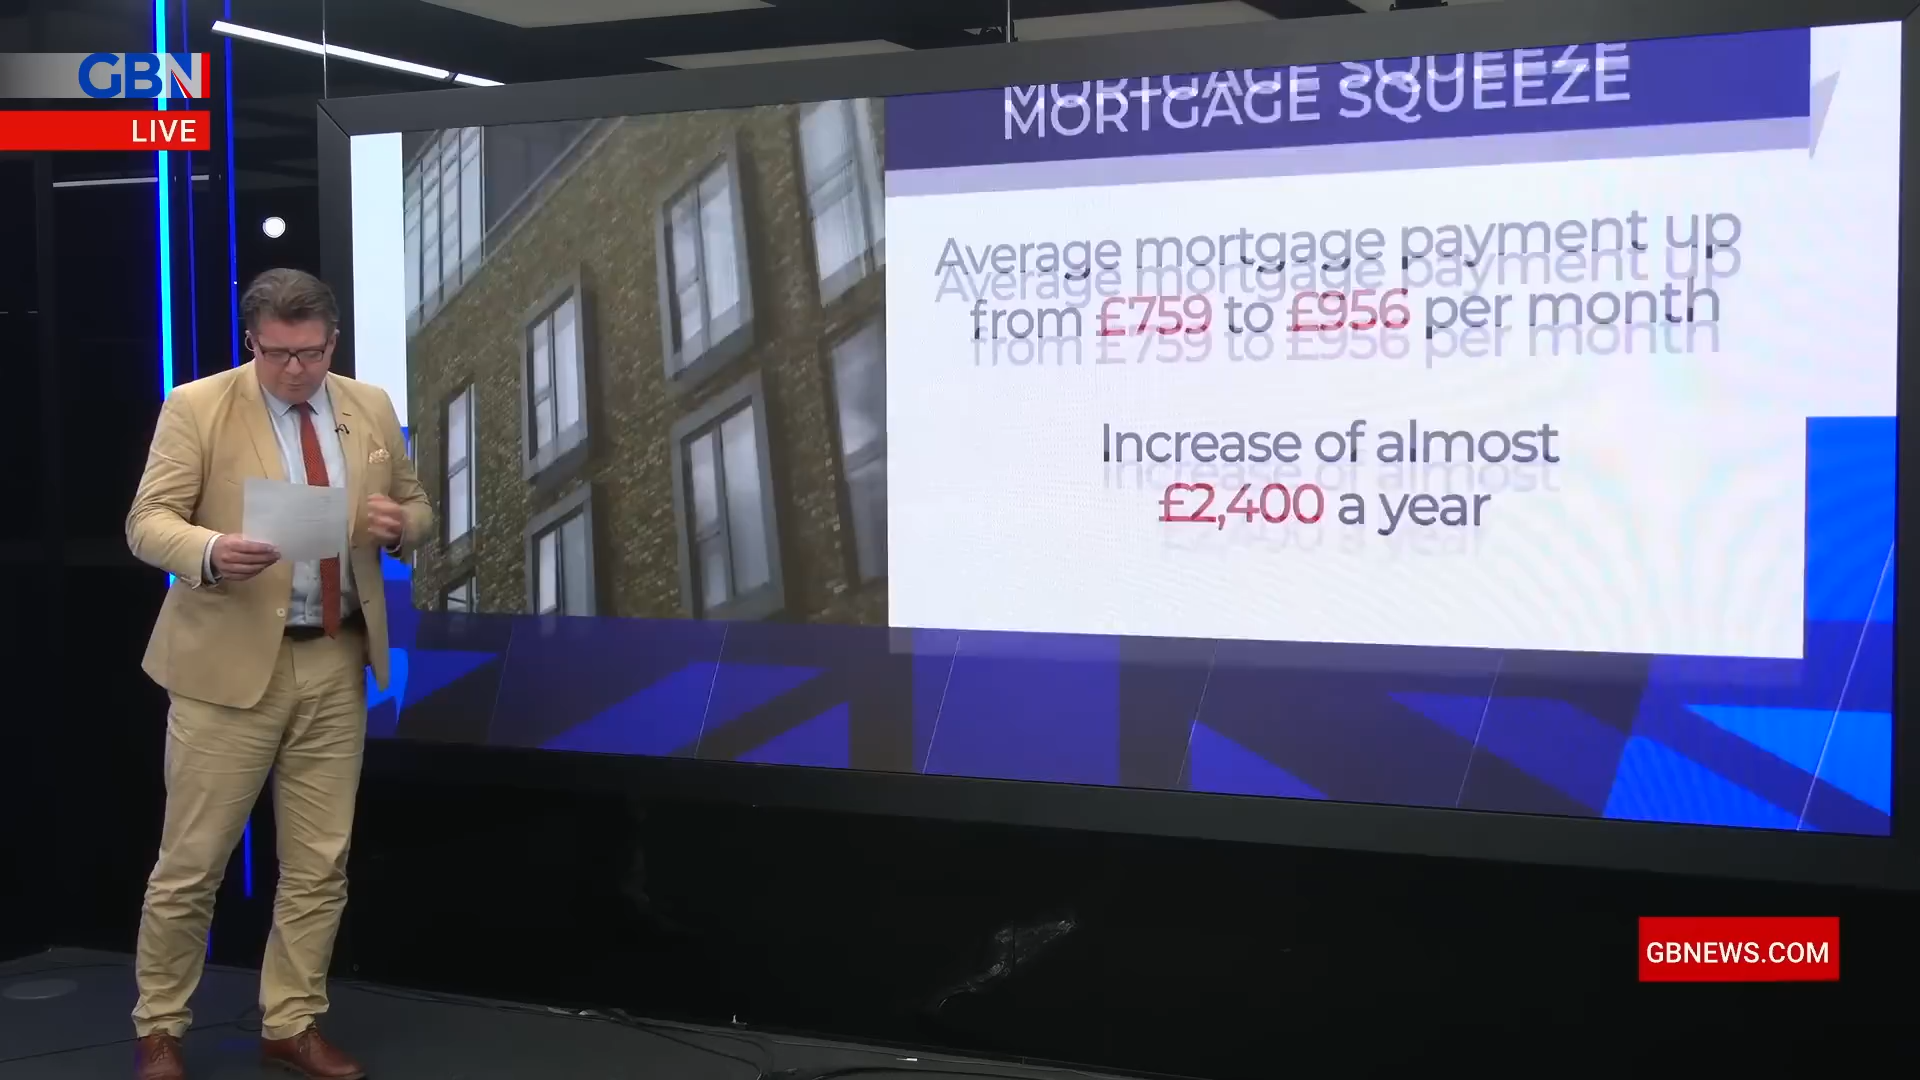 GBN
LIVE
MORTGAGE SQUEEZE
Average mortgage payment up
from £759 to £956 per month
Increase of almost
£2,400 a year
GBNEWS.COM